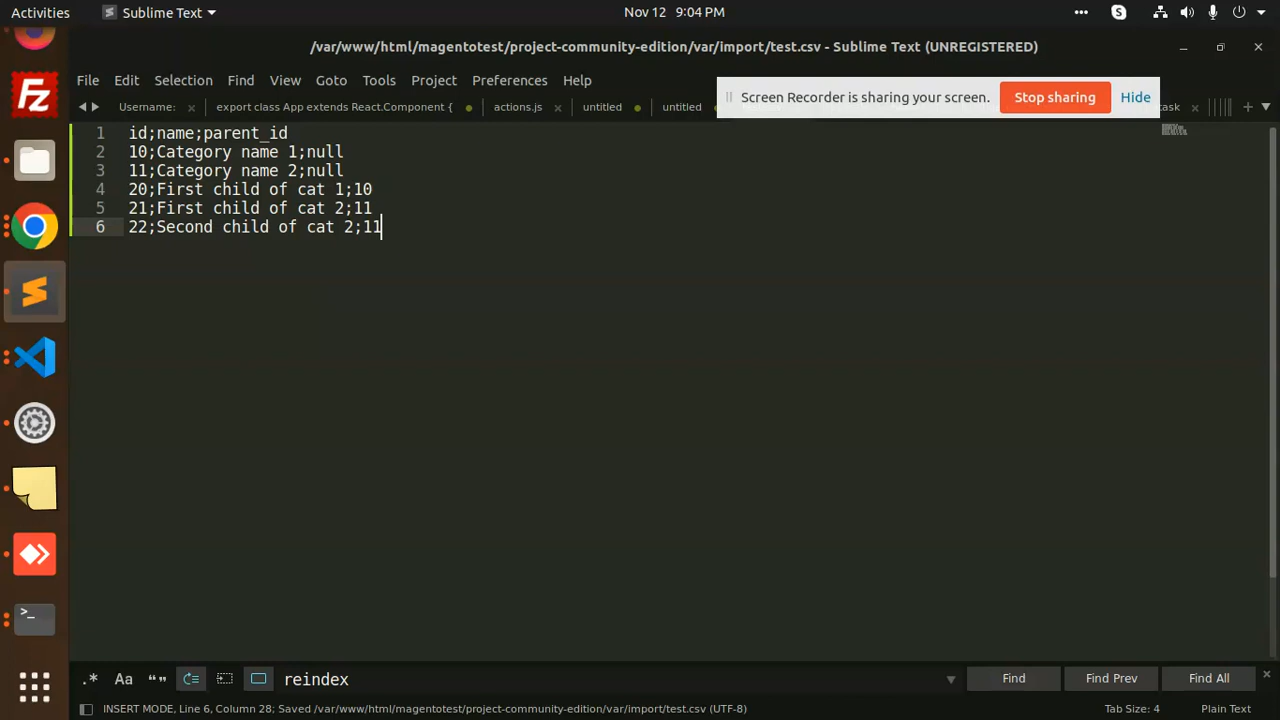 Activities Sublime Text Nov 12 9:04 PM
/var/www/html/magentotest/project-community-edition/var/import/test.csv - Sublime Text (UNREGISTERED)
File Edit Selection Find View Goto Tools Project Preferences Help
Screen Recorder is sharing your screen. Stop sharing Hide
Username: export class App extends React.Component { actions.js untitled untitled task
1 id;name;parent_id
2 10;Category name 1;null
3 11;Category name 2;null
4 20;First child of cat 1;10
5 21;First child of cat 2;11
6 22;Second child of cat 2;11
.* Aa “” reindex Find Find Prev Find All
INSERT MODE, Line 6, Column 28; Saved /var/www/html/magentotest/project-community-edition/var/import/test.csv (UTF-8) Tab Size: 4 Plain Text